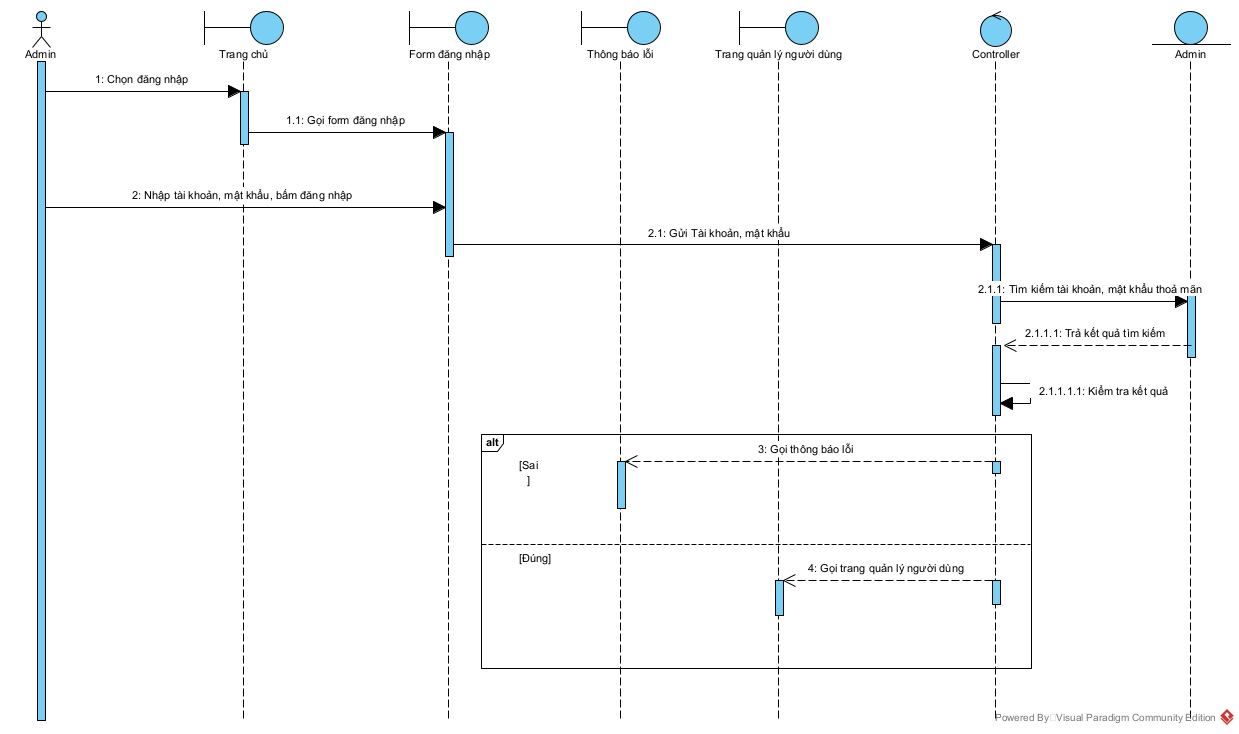 Admin
Trang chủ
Form đăng nhập
Thông báo lỗi
Trang quản lý người dùng
Controller
Admin
1: Chọn đăng nhập
1.1: Gọi form đăng nhập
2: Nhập tài khoản, mật khẩu, bấm đăng nhập
2.1: Gửi Tài khoản, mật khẩu
2.1.1: Tìm kiếm tài khoản, mật khẩu thoả mãn
2.1.1.1: Trả kết quả tìm kiếm
2.1.1.1.1: Kiểm tra kết quả
alt
3: Gọi thông báo lỗi
[Sai
]
[Đúng]
4: Gọi trang quản lý người dùng
Powered By Visual Paradigm Community Edition